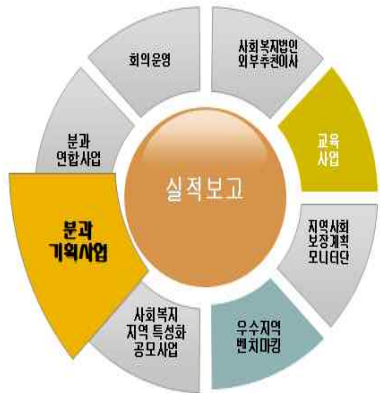 실적보고
사회복지법인
외부추천이사
교육
사업
지역사회
보장계획
모니터단
우수지역
벤치마킹
사회복지
지역 특성화
공모사업
분과
기획사업
분과
연합사업
회의운영